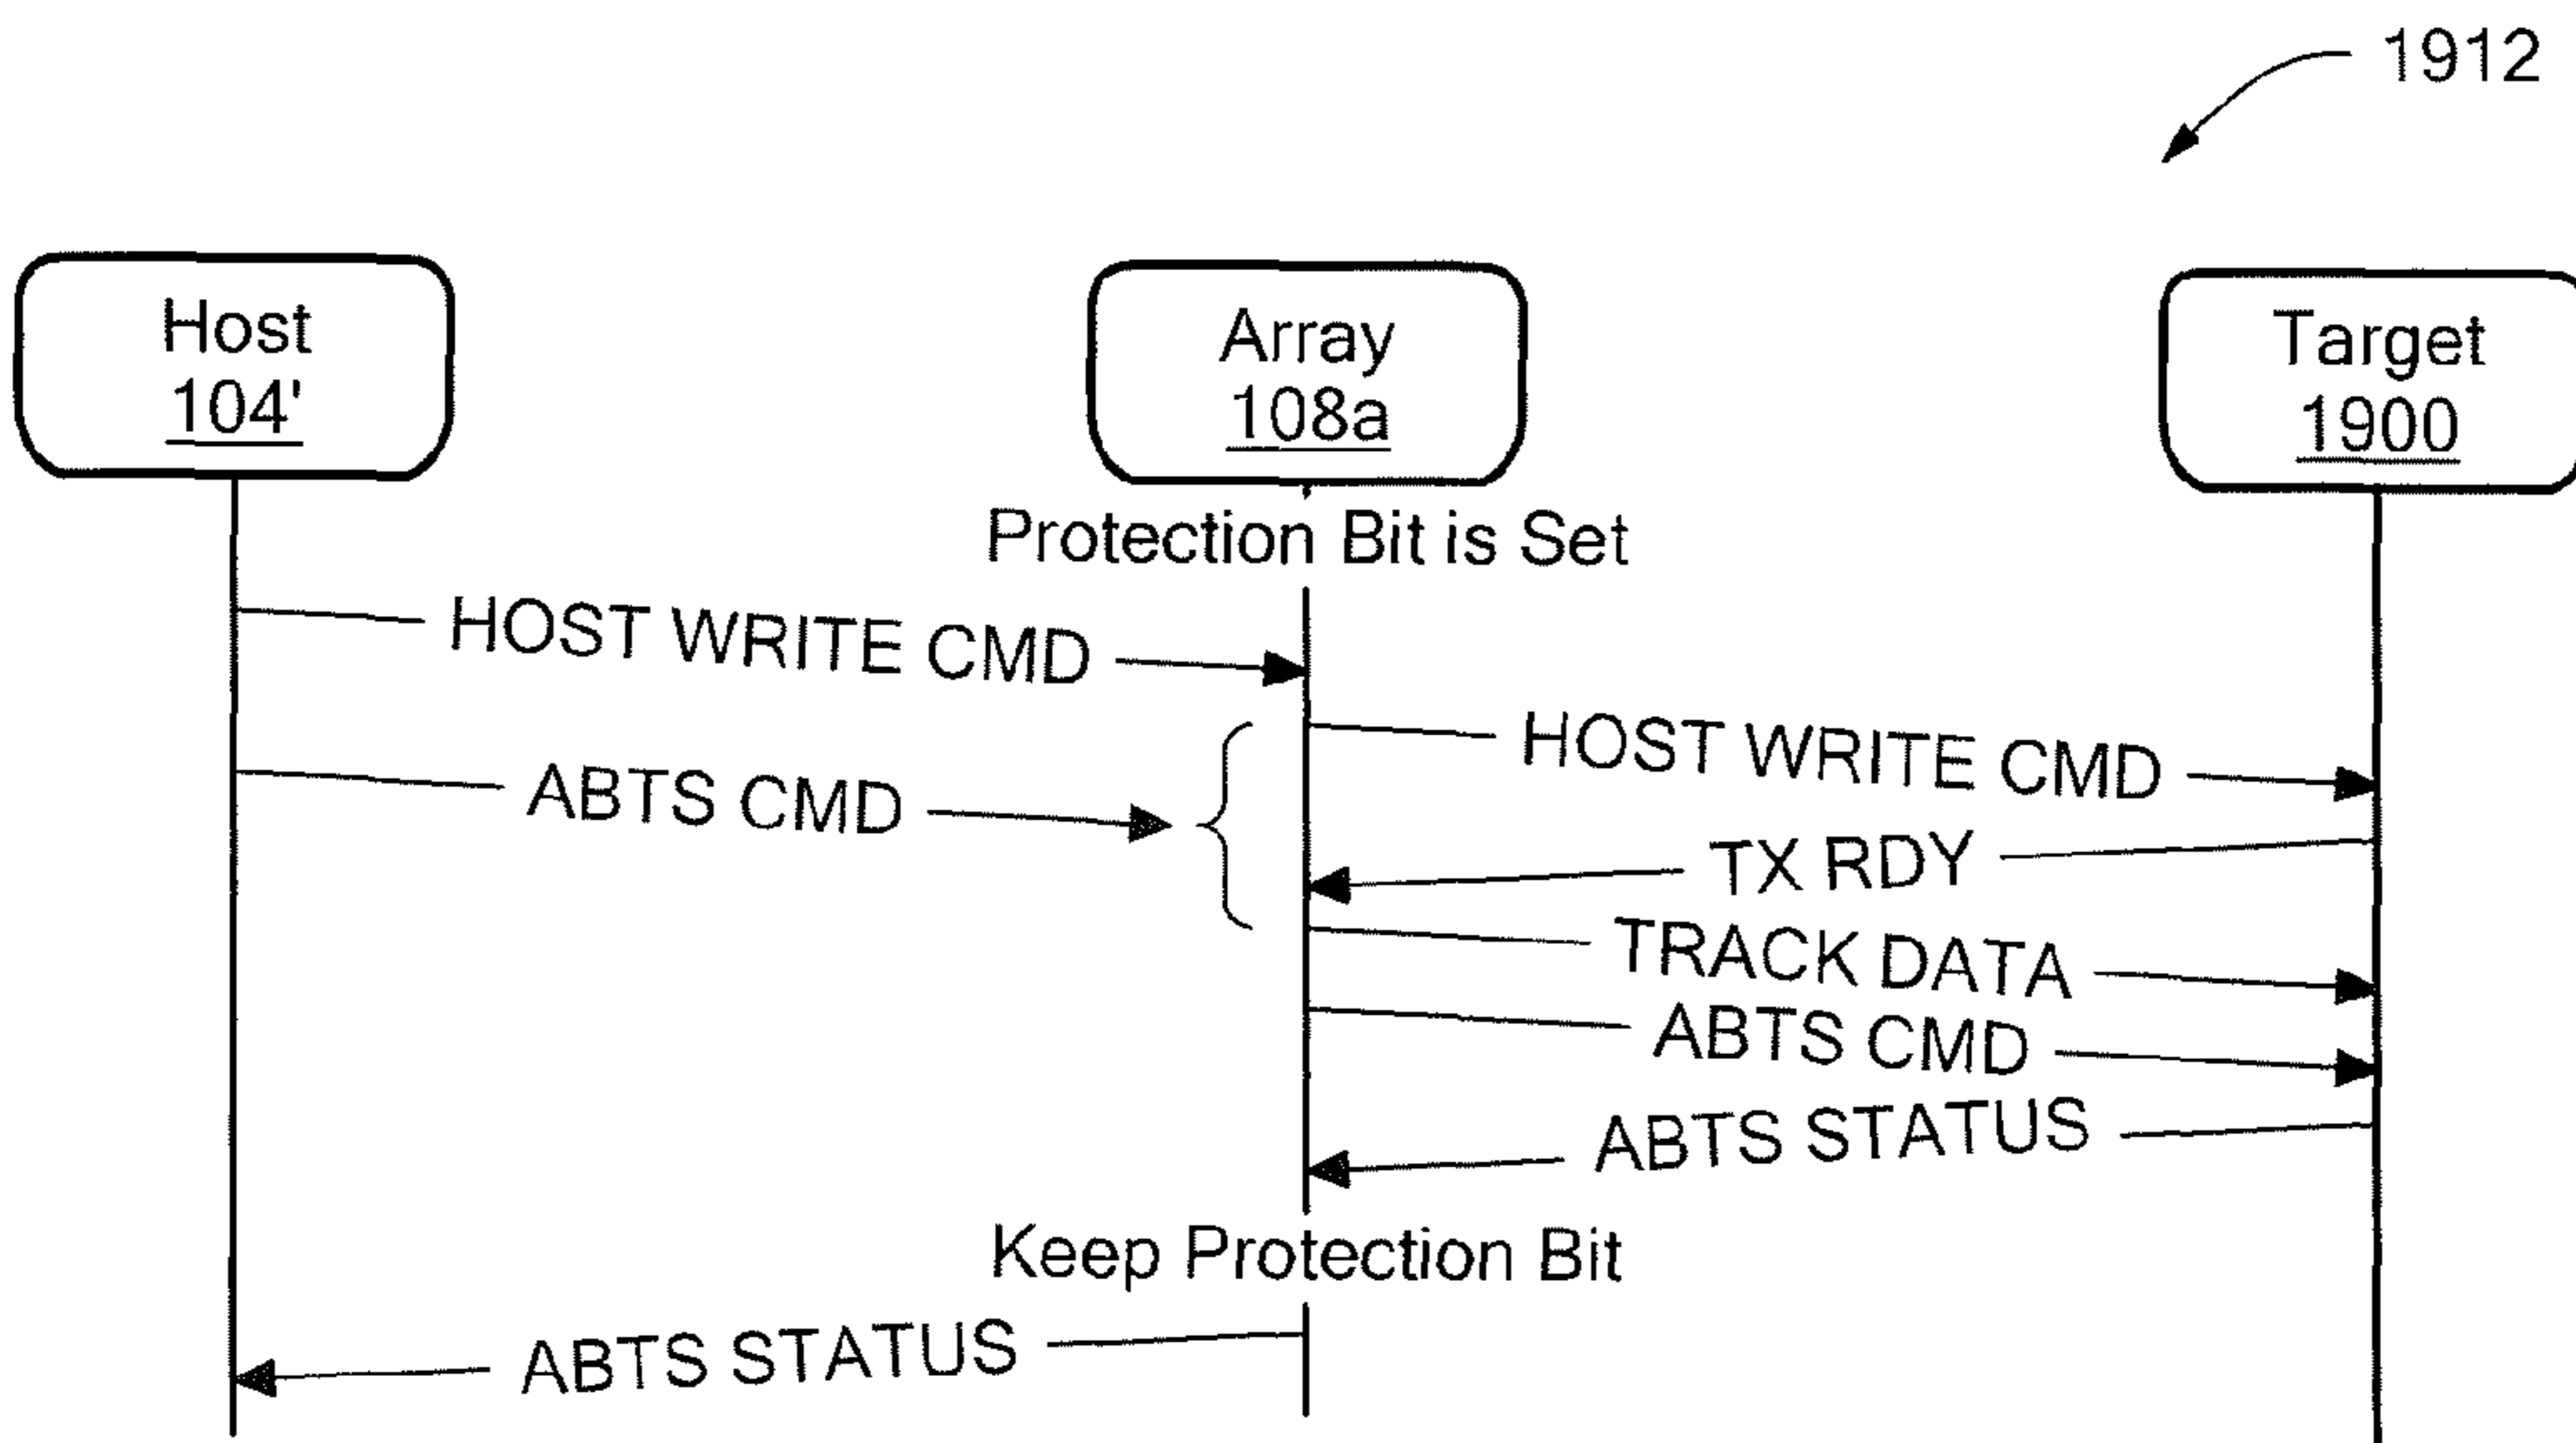 1912
Host
104'
Array
108a
Target
1900
Protection Bit is Set
HOST WRITE CMD
HOST WRITE CMD
ABTS CMD
TX RDY
TRACK DATA
ABTS CMD
ABTS STATUS
Keep Protection Bit
ABTS STATUS